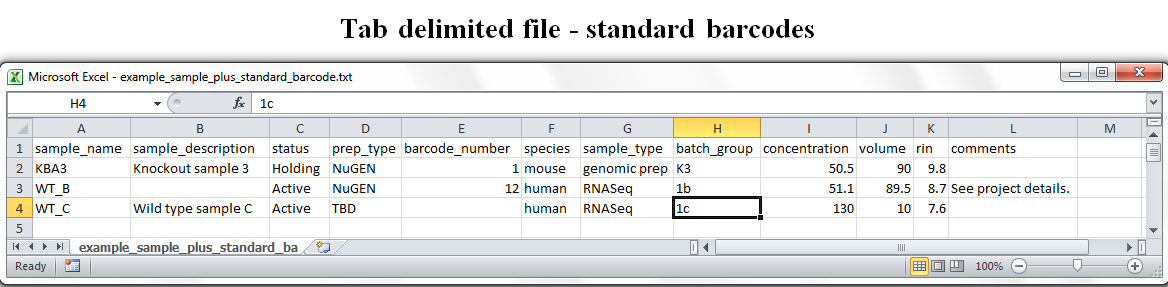 Tab delimited file - standard barcodes
Microsoft Excel - example_sample_plus_standard_barcode.txt
H4 fx 1c
A B C D E F G H I J K L M
1 sample_name sample_description status prep_type barcode_number species sample_type batch_group concentration volume rin comments
2 KBA3 Knockout sample 3 Holding NuGEN 1 mouse genomic prep K3 50.5 90 9.8
3 WT_B Active NuGEN 12 human RNASeq 1b 51.1 89.5 8.7 See project details.
4 WT_C Wild type sample C Active TBD human RNASeq 1c 130 10 7.6
5
example_sample_plus_standard_ba
Ready 100%